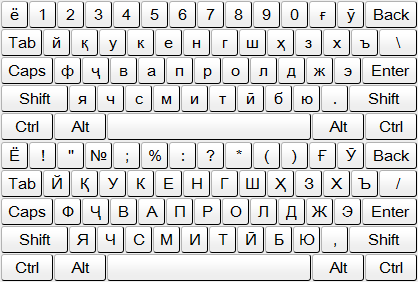 ё 1 2 3 4 5 6 7 8 9 0 ғ ӯ Back
Tab й қ у к е н г ш ҳ з х ъ \
Caps ф ҷ в а п р о л д ж э Enter
Shift я ч с м и т ӣ б ю . Shift
Ctrl Alt Alt Ctrl
Ё ! " № ; % : ? * ( ) Ғ Ӯ Back
Tab Й Қ У К Е Н Г Ш Ҳ З Х Ъ /
Caps Ф Ҷ В А П Р О Л Д Ж Э Enter
Shift Я Ч С М И Т Ӣ Б Ю , Shift
Ctrl Alt Alt Ctrl